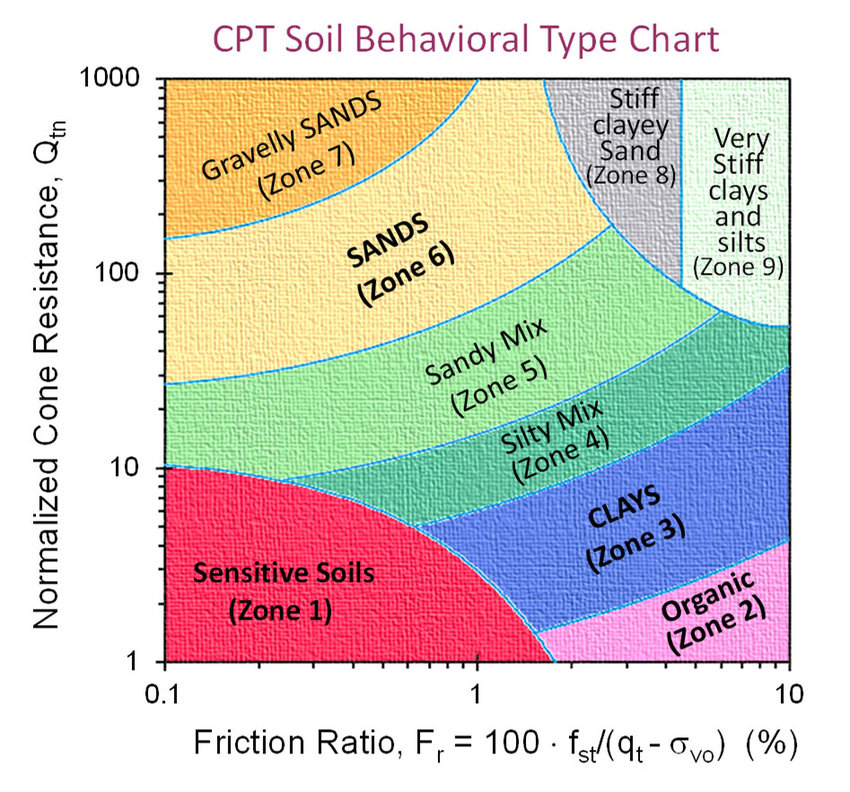 CPT Soil Behavioral Type Chart
Normalized Cone Resistance, Qtn
1000
100
10
1
Gravelly SANDS
(Zone 7)
SANDS
(Zone 6)
Stiff
clayey
Sand
(Zone 8)
Very
Stiff
clays
and
silts
(Zone 9)
Sandy Mix
(Zone 5)
Silty Mix
(Zone 4)
CLAYS
(Zone 3)
Sensitive Soils
(Zone 1)
Organic
(Zone 2)
0.1
1
10
Friction Ratio, Fr = 100 · fst/(qt - σvo) (%)